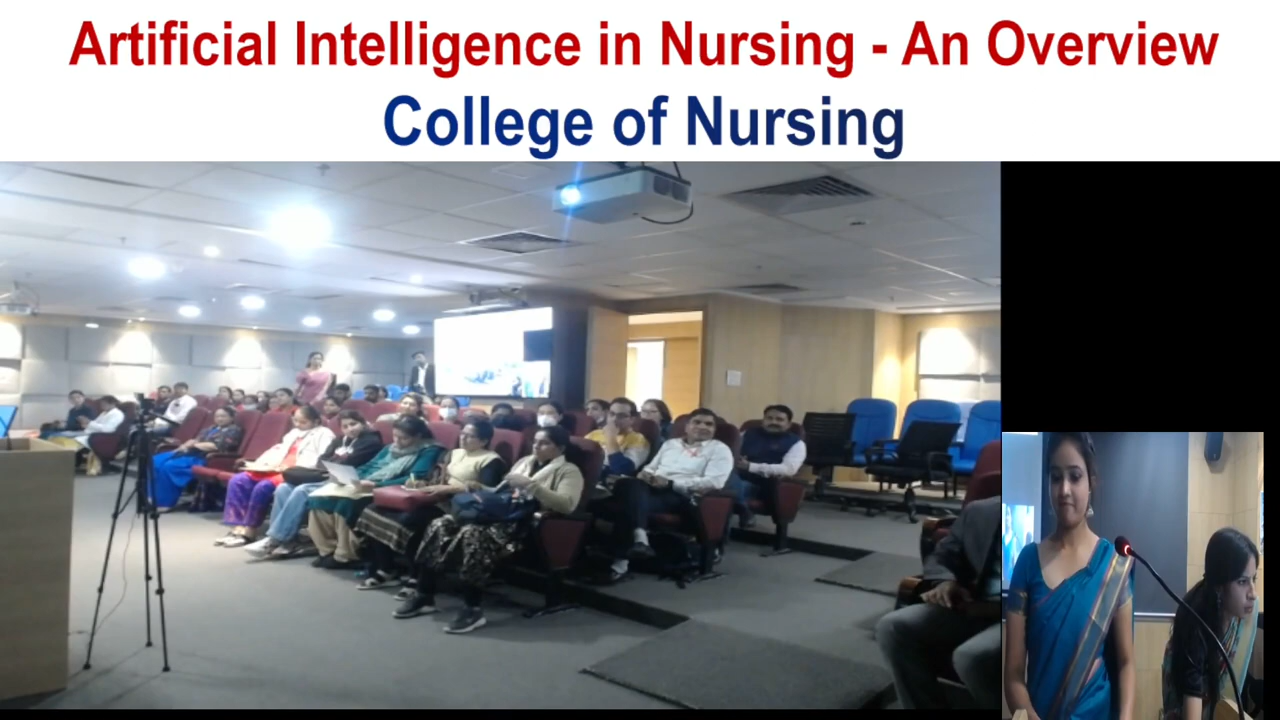 Artificial Intelligence in Nursing - An Overview
College of Nursing